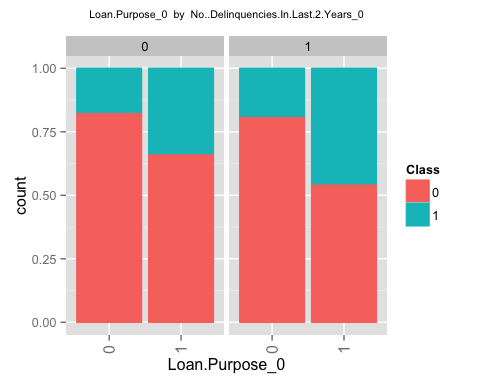 Loan.Purpose_0 by No..Delinquencies.In.Last.2.Years_0
0 1
1.00
0.75
0.50
0.25
0.00
count
0 1 0 1
Loan.Purpose_0
Class
0
1